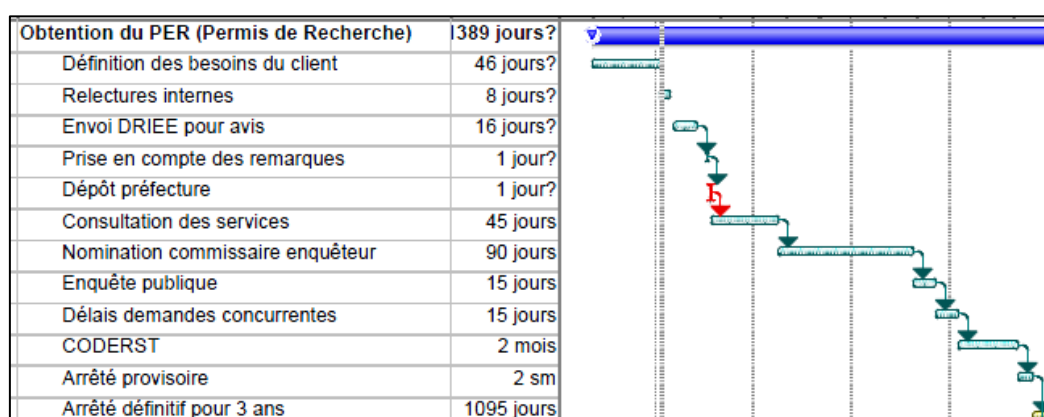 Obtention du PER (Permis de Recherche) 1389 jours?
Définition des besoins du client 46 jours?
Relectures internes 8 jours?
Envoi DRIEE pour avis 16 jours?
Prise en compte des remarques 1 jour?
Dépôt préfecture 1 jour?
Consultation des services 45 jours
Nomination commissaire enquêteur 90 jours
Enquête publique 15 jours
Délais demandes concurrentes 15 jours
CODERST 2 mois
Arrêté provisoire 2 sm
Arrêté définitif pour 3 ans 1095 jours